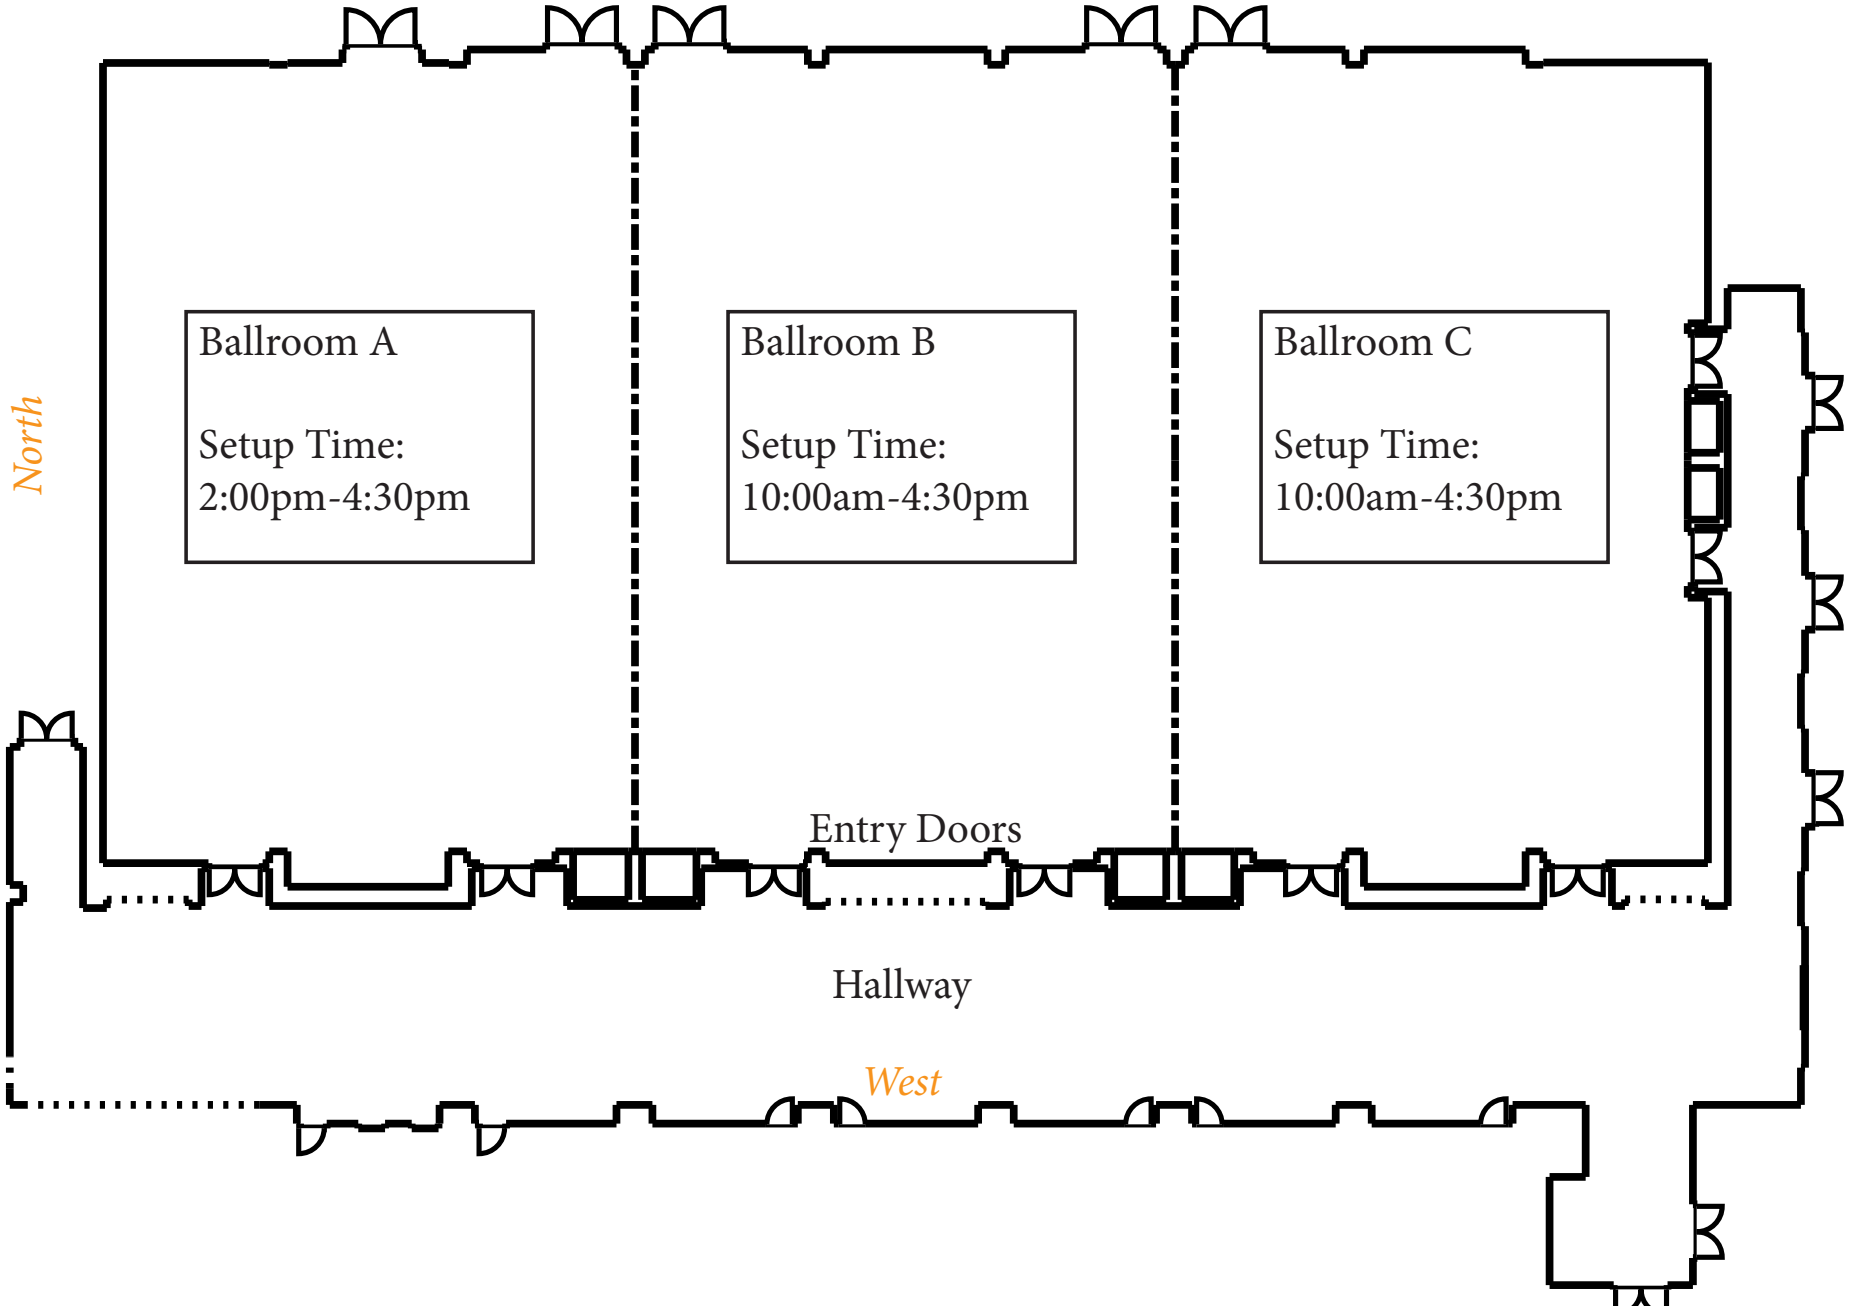 North
Ballroom A
Setup Time:
2:00pm-4:30pm
Ballroom B
Setup Time:
10:00am-4:30pm
Ballroom C
Setup Time:
10:00am-4:30pm
Entry Doors
Hallway
West